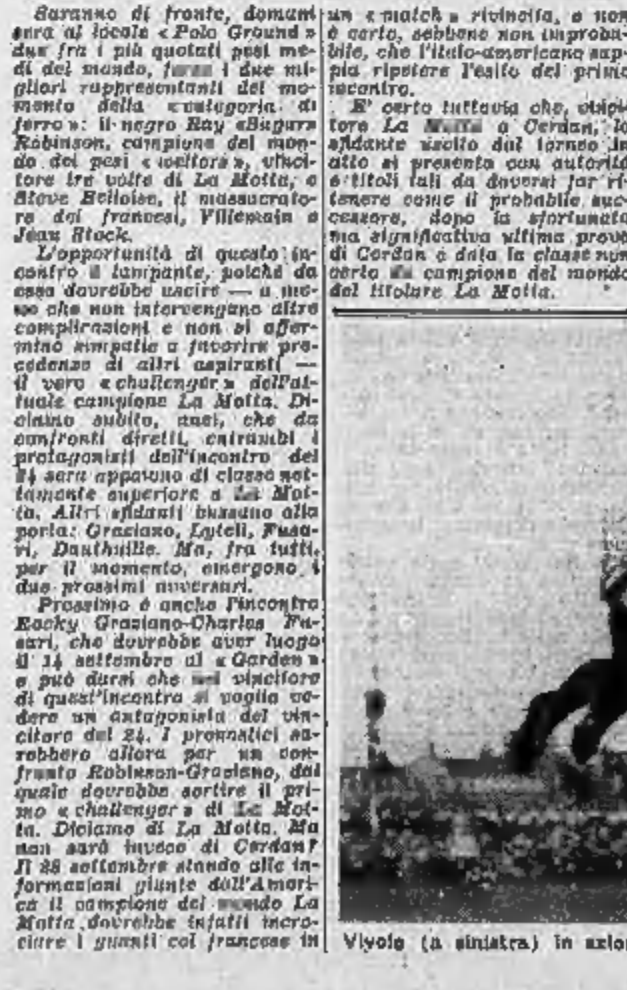 Saranno di fronte, domani
sera al locale « Polo Ground »
due fra i più quotati pesi me-
di del mondo, forse i due mi-
gliori rappresentanti del mo-
mento della « categoria di
ferro »: il negro Ray « Sugar »
Robinson, campione del mon-
do dei pesi « welters », vinci-
tore tre volte di La Motta, e
Steve Belloise, il massacrato-
re dei francesi, Villemain e
Jean Stock.
L'opportunità di questo in-
contro è lampante, poichè da
esso dovrebbe uscire — a me-
no che non intervengano altre
complicazioni e non si affer-
mino simpatie a favorire pre-
cedenze di altri aspiranti —
il vero « challenger » dell'at-
tuale campione La Motta. Di-
ciamo subito, anzi, che da
confronti diretti, entrambi i
protagonisti dell'incontro del
24 sera appaiono di classe net-
tamente superiore a La Mot-
ta. Altri sfidanti bussano alla
porta: Graziano, Lytell, Fusa-
ri, Dauthuille. Ma, fra tutti,
per il momento, emergono i
due prossimi avversari.
Prossimo è anche l'incontro
Rocky Graziano-Charles Fu-
sari, che dovrebbe aver luogo
il 14 settembre al « Garden »
e può darsi che nel vincitore
di quest'incontro si voglia ve-
dere un antagonista del vin-
citore del 24. I pronostici sa-
rebbero allora per un con-
fronto Robinson-Graziano, dal
quale dovrebbe sortire il pri-
mo « challenger » di La Mot-
ta. Diciamo di La Motta. Ma
non sarà invece di Cerdan?
Il 28 settembre stando alle in-
formazioni giunte dall'Ameri-
ca il campione del mondo La
Motta dovrebbe infatti incro-
ciare i guanti col francese in
un « match » rivincita, e non
è certo, sebbene non improba-
bile, che l'italo-americano sap-
pia ripetere l'esito del primo
incontro.
E' certo tuttavia che, vinci-
tore La Motta o Cerdan, lo
sfidante uscito dal torneo in
atto si presenta con autorità
e titoli tali da doversi far ri-
tenere come il probabile suc-
cessore, dopo la sfortunata
ma significativa ultima prova
di Cerdan e data la classe non
certo da campione del mondo
del titolare La Motta.
Vivolo (a sinistra) in azio